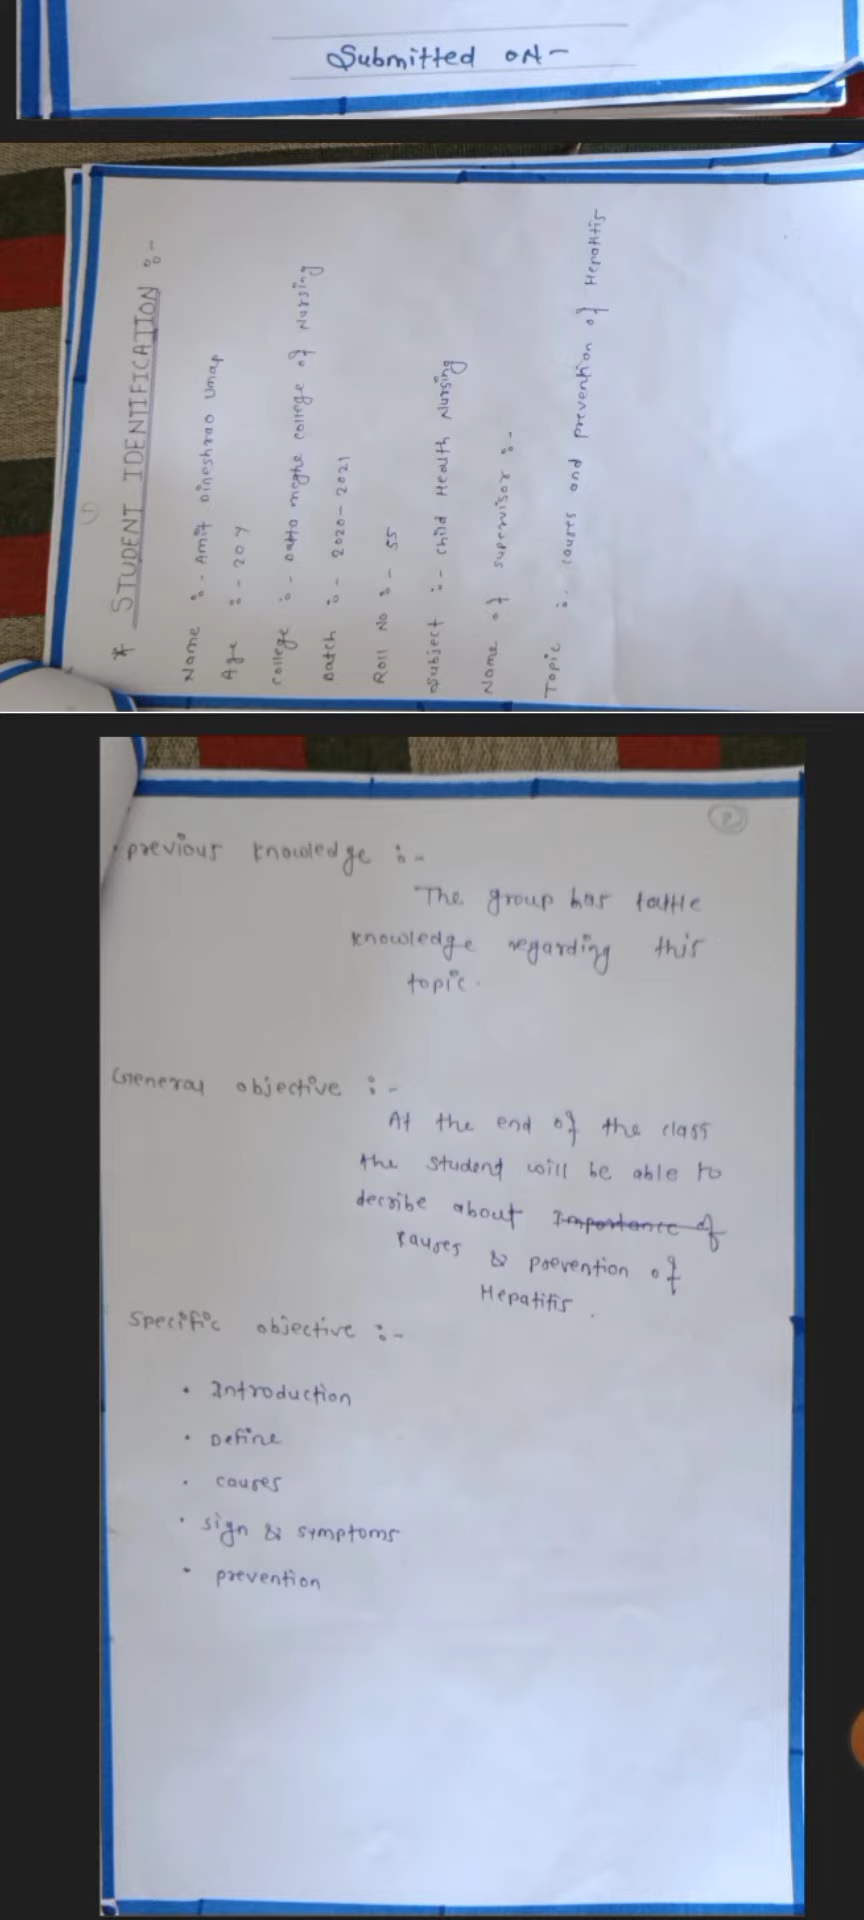 Submitted ON-
* STUDENT IDENTIFICATION :-
Name :- Amit Dineshrao Umap
Age :- 20 Y
College :- Datta meghe college of Nursing
Batch :- 2020-2021
Roll No :- 55
Subject :- Child Health Nursing
Name of supervisor :-
Topic :- causes and prevention of Hepatitis
previous knowledge :-
The group has
knowledge regarding this
topic.
General objective :-
At the end of the class
the student will be able to
decribe about Importance of
causes & prevention of
Hepatitis.
Specific objective :-
• Introduction
• Define
• causes
• sign & symptoms
• prevention